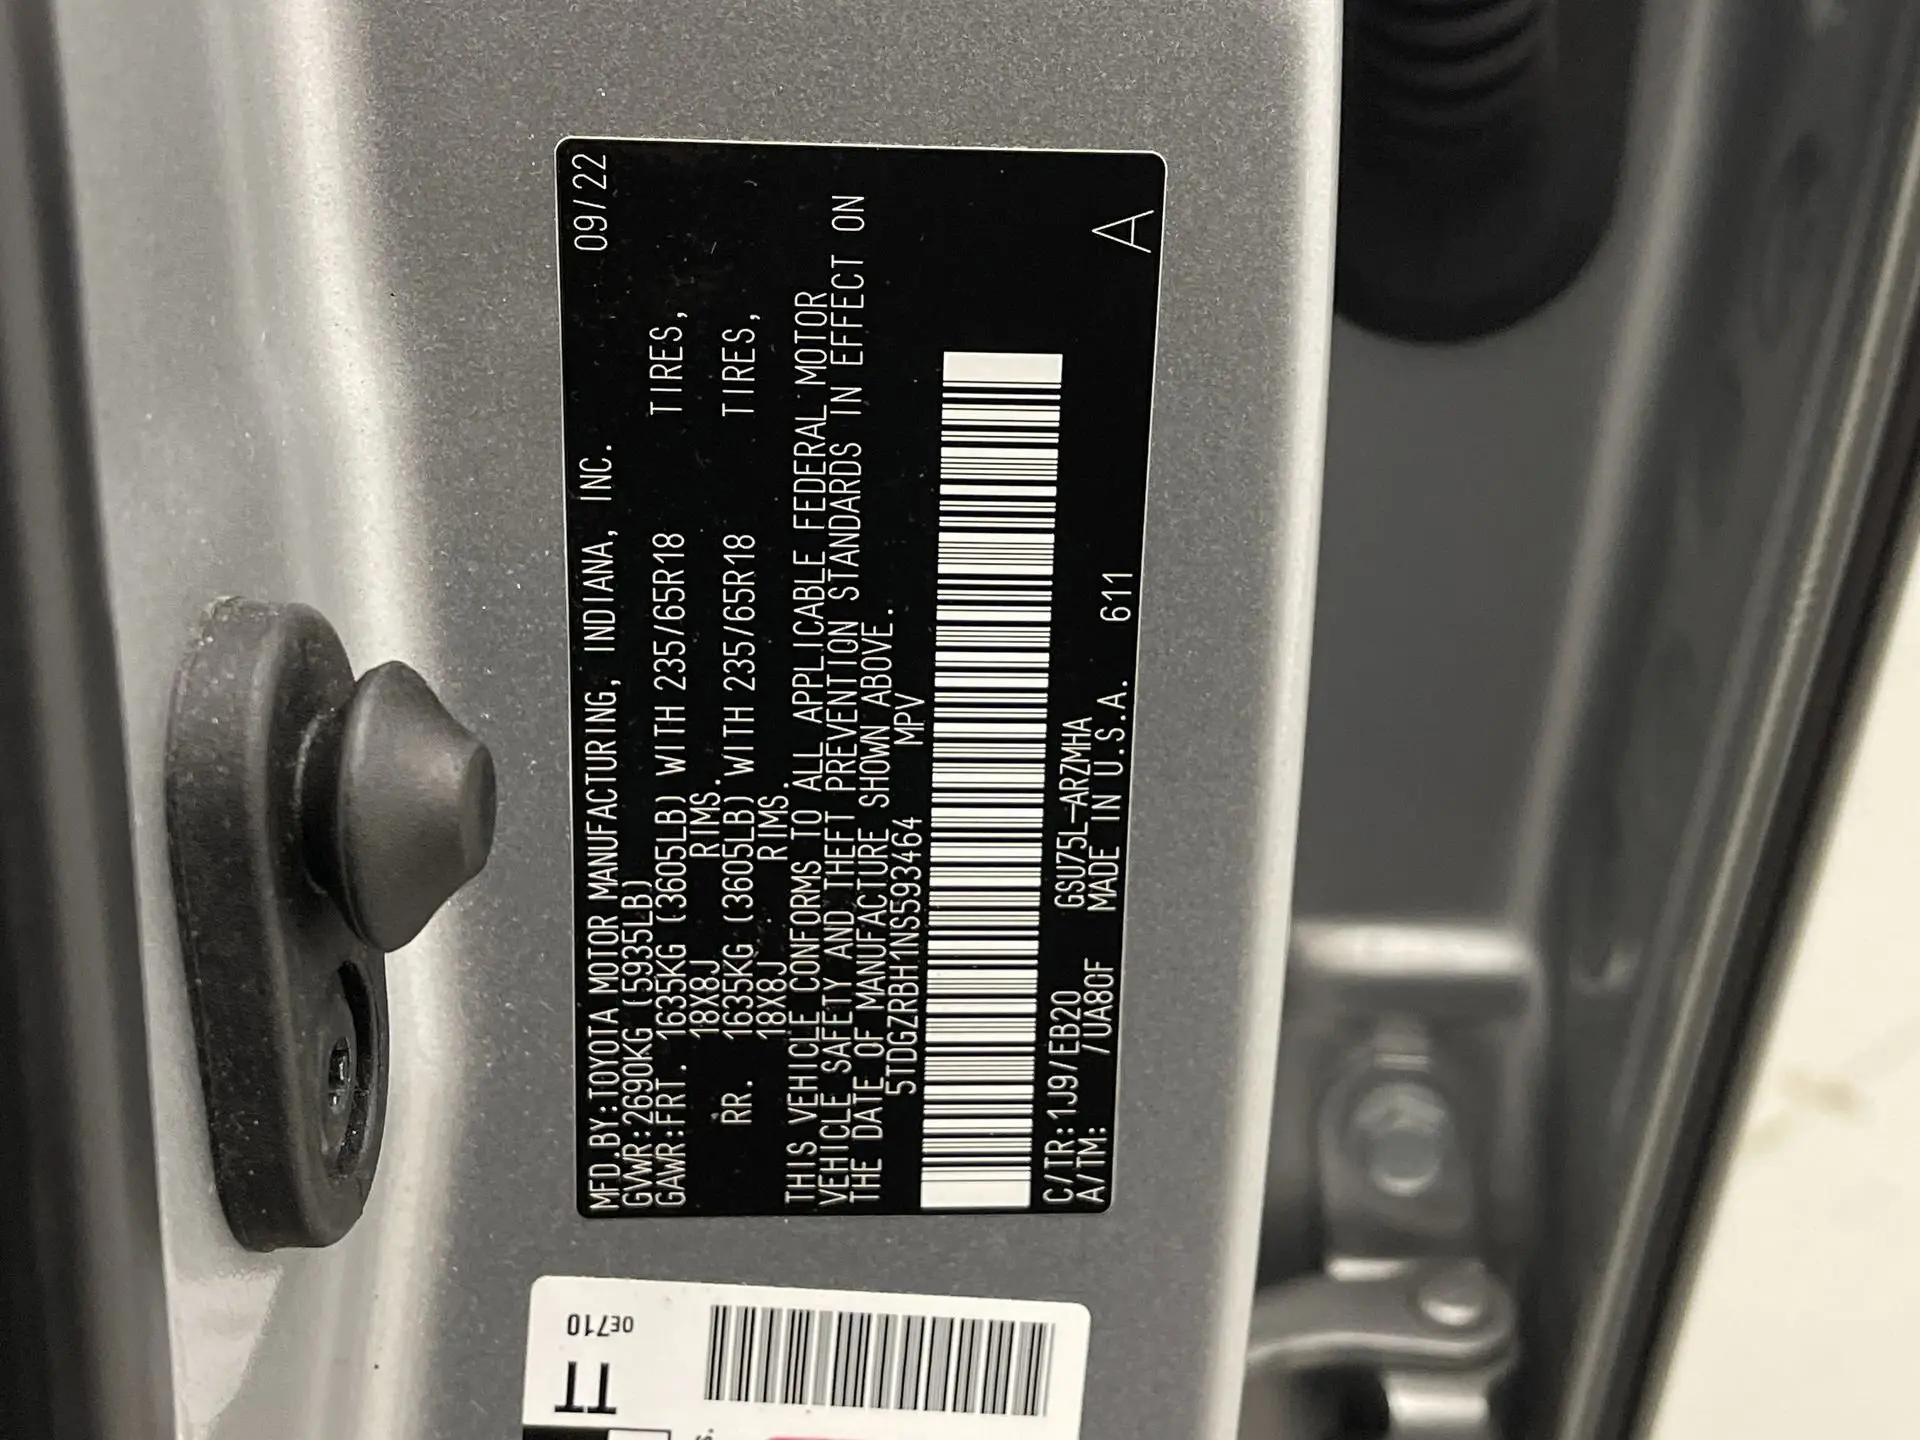 MFD.BY:TOYOTA MOTOR MANUFACTURING, INDIANA, INC. 09/22
GVWR:2690KG (5935LB)
GAWR:FRT. 1635KG (3605LB) WITH 235/65R18 TIRES,
18X8J RIMS.
RR. 1635KG (3605LB) WITH 235/65R18 TIRES,
18X8J RIMS.
THIS VEHICLE CONFORMS TO ALL APPLICABLE FEDERAL MOTOR
VEHICLE SAFETY AND THEFT PREVENTION STANDARDS IN EFFECT ON
THE DATE OF MANUFACTURE SHOWN ABOVE.
5TDGZRBH1NS593464 MPV
C/TR:1J9/EB20 GSU75L-ARZMHA
A/TM: /UA80F MADE IN U.S.A. 611
A
0E710
TT